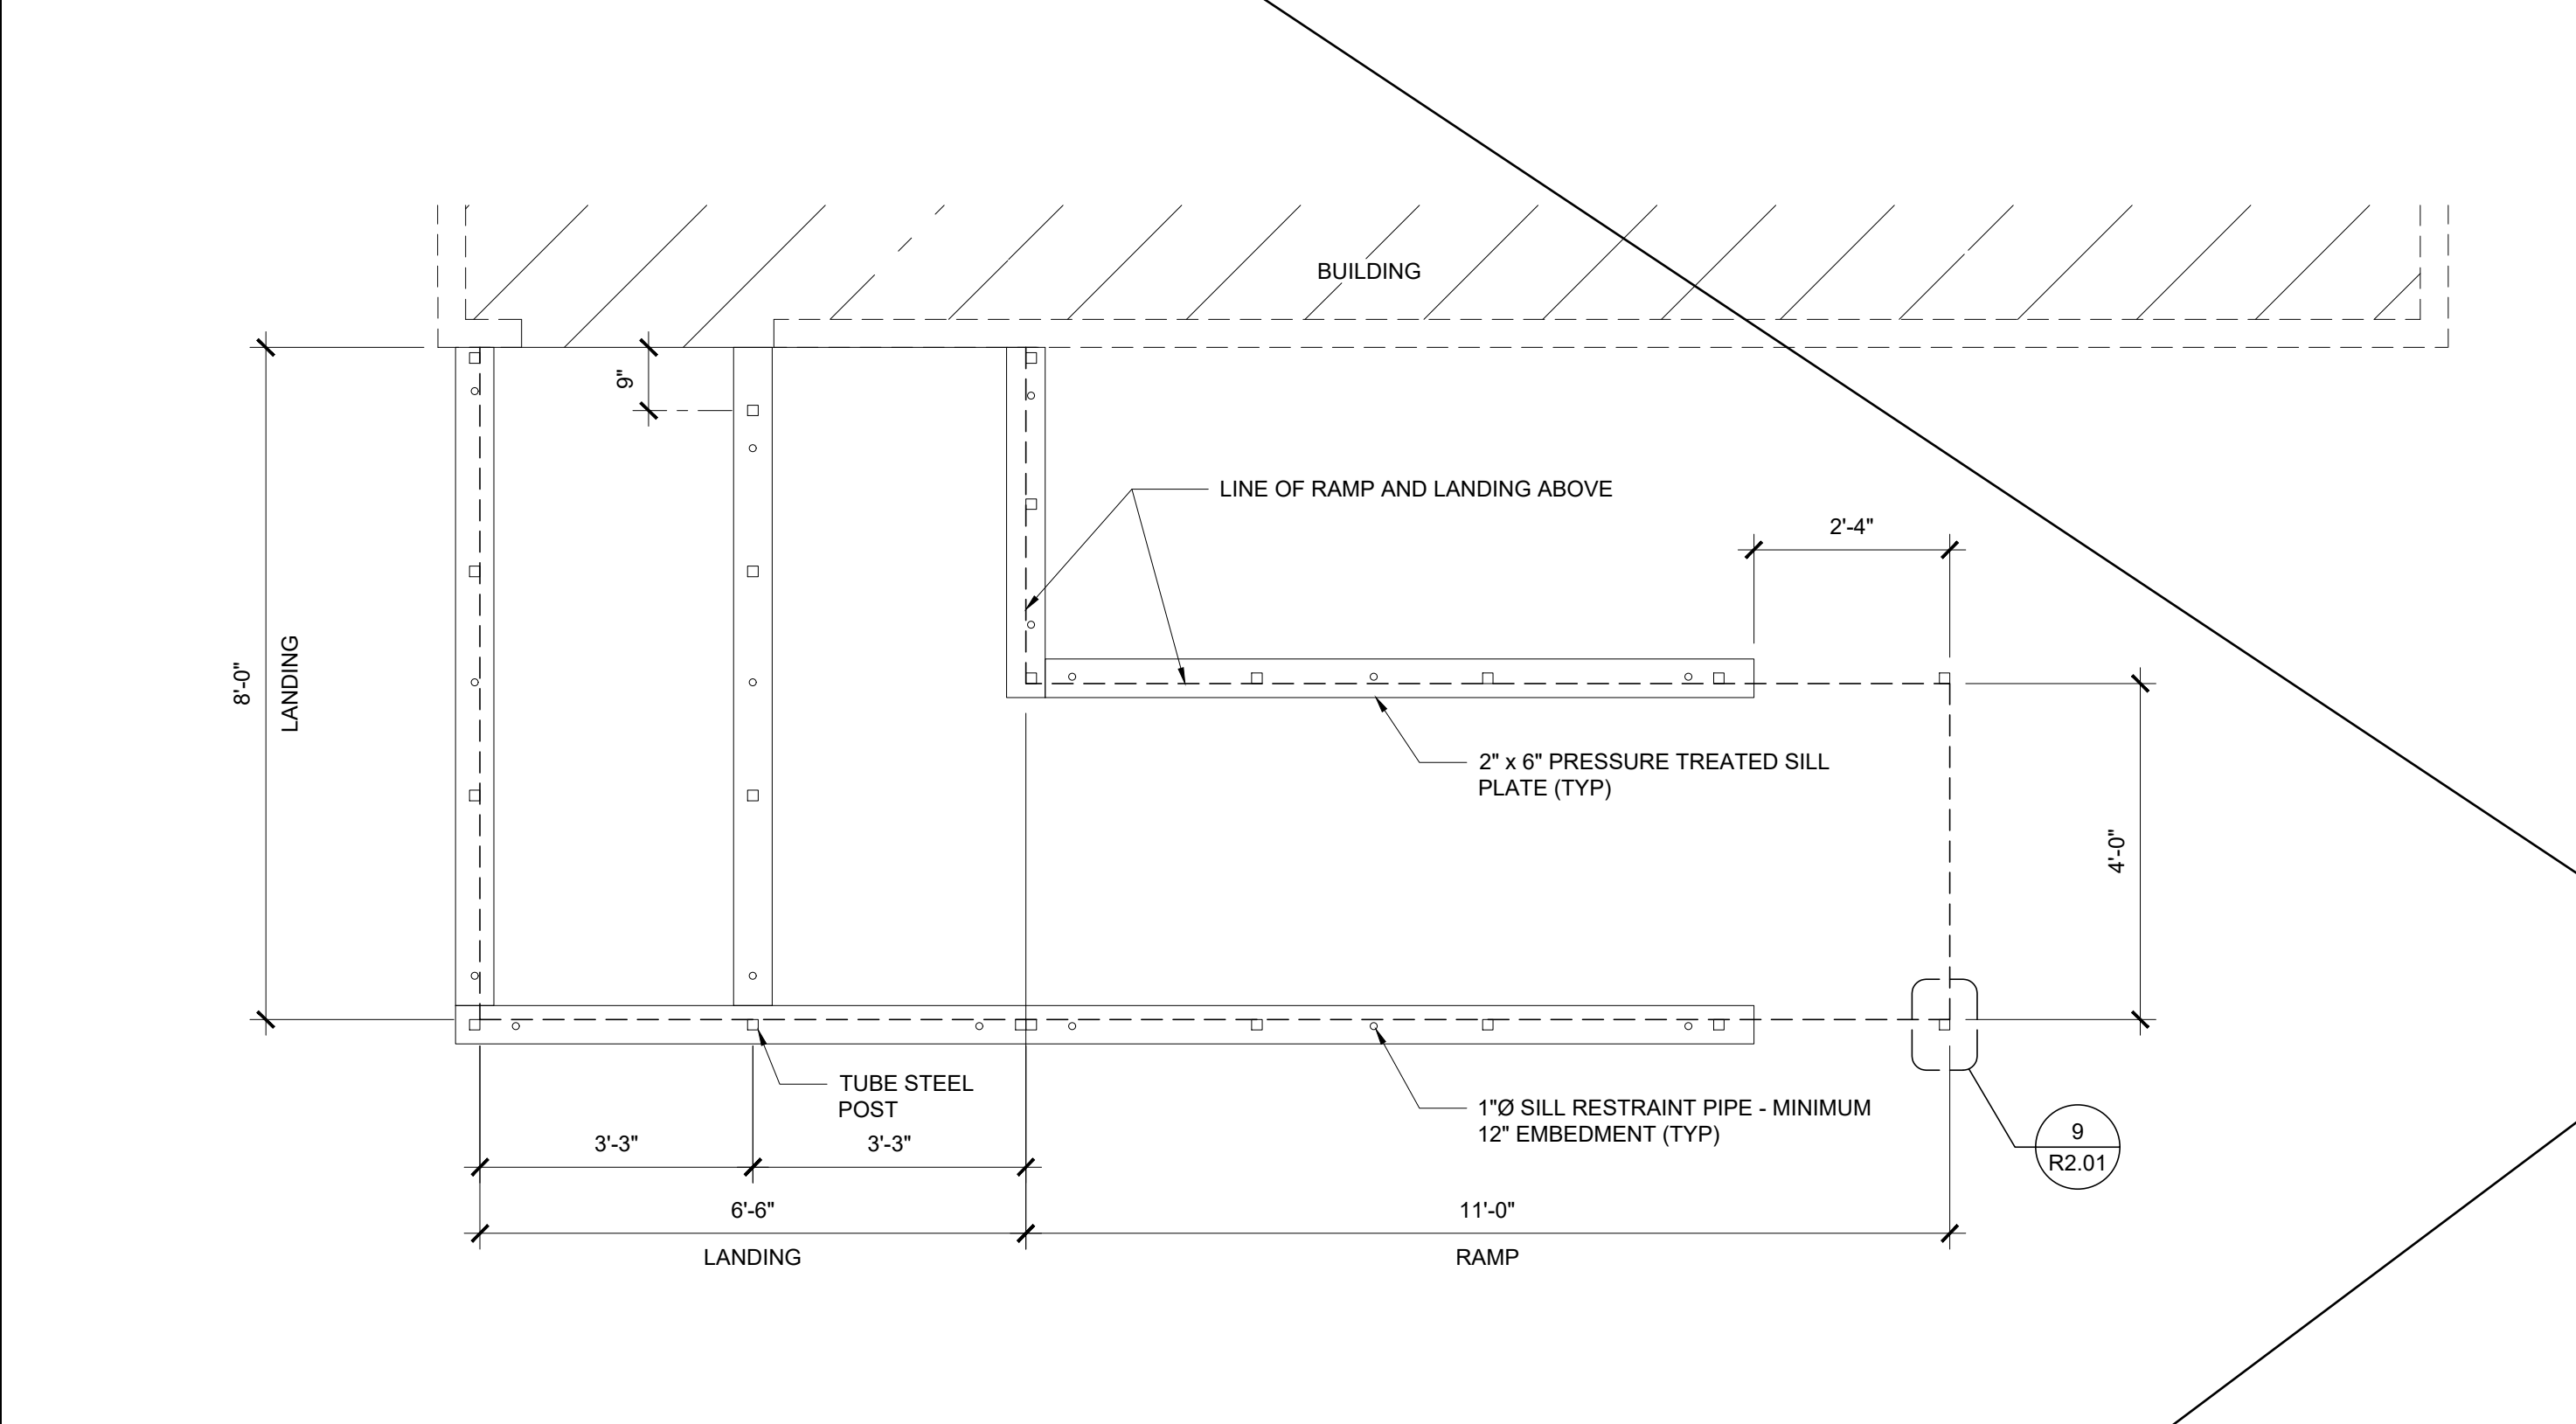 BUILDING
9"
LINE OF RAMP AND LANDING ABOVE
2'-4"
8'-0"
LANDING
2" x 6" PRESSURE TREATED SILL
PLATE (TYP)
4'-0"
TUBE STEEL
POST
1"Ø SILL RESTRAINT PIPE - MINIMUM
12" EMBEDMENT (TYP)
3'-3"
3'-3"
9
R2.01
6'-6"
11'-0"
LANDING
RAMP